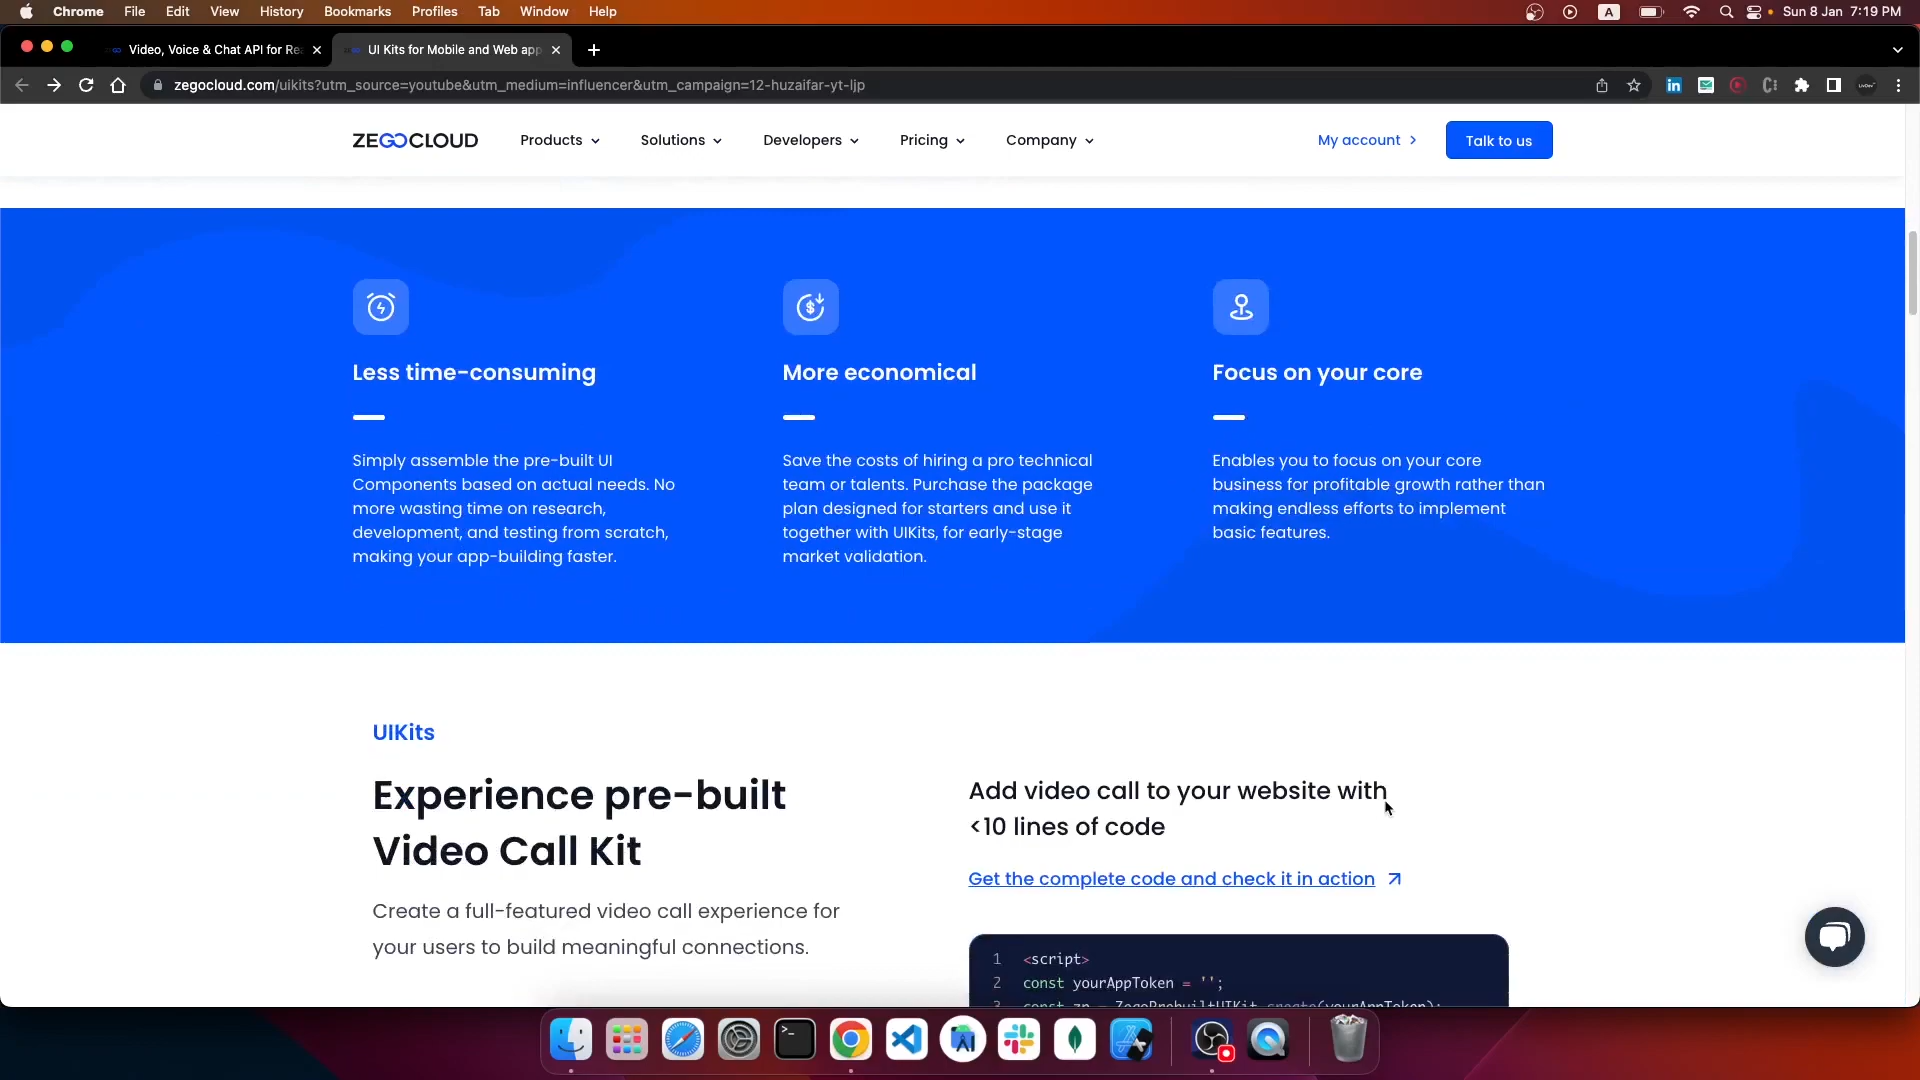 Chrome File Edit View History Bookmarks Profiles Tab Window Help
A
Sun 8 Jan 7:19 PM
Video, Voice & Chat API for Re
UI Kits for Mobile and Web app
zegocloud.com/uikits?utm_source=youtube&utm_medium=influencer&utm_campaign=12-huzaifar-yt-ljp
ZEGOCLOUD
Products
Solutions
Developers
Pricing
Company
My account
Talk to us
Less time-consuming
Simply assemble the pre-built UI
Components based on actual needs. No
more wasting time on research,
development, and testing from scratch,
making your app-building faster.
More economical
Save the costs of hiring a pro technical
team or talents. Purchase the package
plan designed for starters and use it
together with UIKits, for early-stage
market validation.
Focus on your core
Enables you to focus on your core
business for profitable growth rather than
making endless efforts to implement
basic features.
UIKits
Experience pre-built
Video Call Kit
Create a full-featured video call experience for
your users to build meaningful connections.
Add video call to your website with
<10 lines of code
Get the complete code and check it in action
1 <script>
2 const yourAppToken = '';
3 const zp = ZegoPrebuiltUIKit.create(yourAppToken);